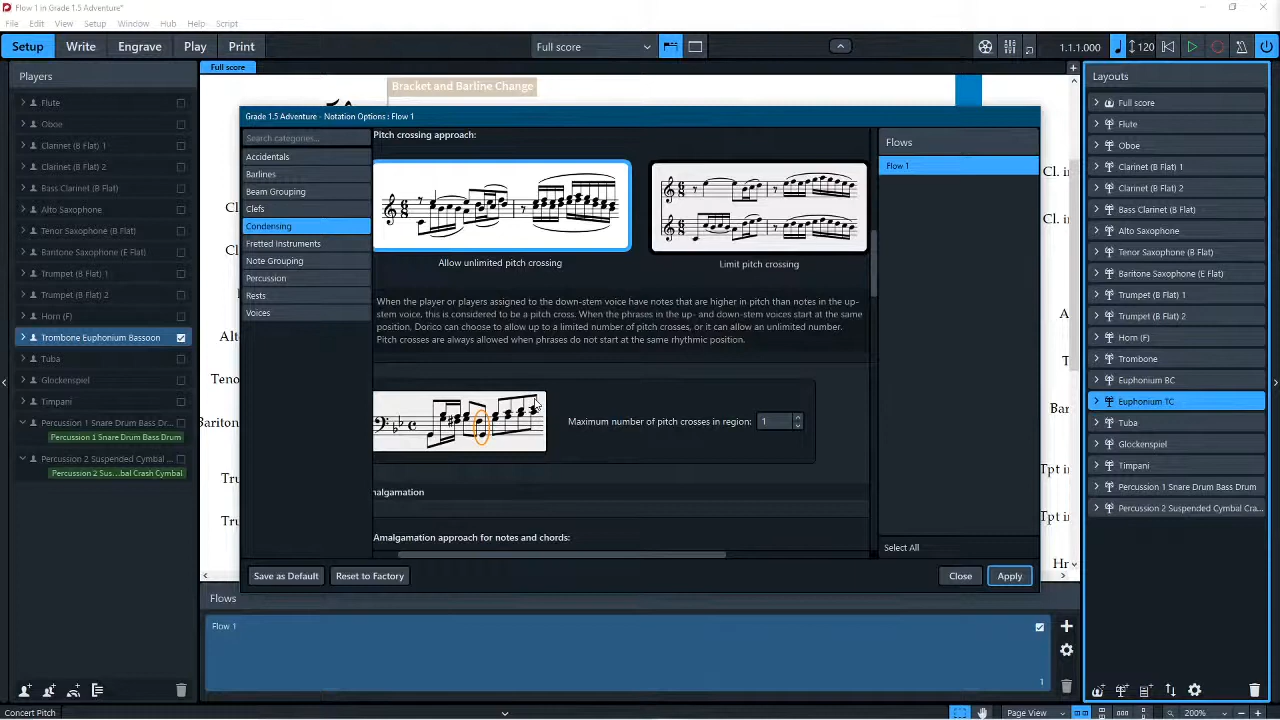 Flow 1 in Grade 1.5 Adventure*
File Edit View Setup Window Hub Help Script
Setup Write Engrave Play Print
Full score
1.1.1.000
120
Players
Flute
Oboe
Clarinet (B Flat) 1
Clarinet (B Flat) 2
Bass Clarinet (B Flat)
Alto Saxophone
Tenor Saxophone (B Flat)
Baritone Saxophone (E Flat)
Trumpet (B Flat) 1
Trumpet (B Flat) 2
Horn (F)
Trombone Euphonium Bassoon
Tuba
Glockenspiel
Timpani
Percussion 1 Snare Drum Bass Dr...
Percussion 1 Snare Drum Bass Drum
Percussion 2 Suspended Cymbal ...
Percussion 2 Sus...bal Crash Cymbal
Full score
Bracket and Barline Change
Cl. i
Cl. i
Tpt in
Tpt in
Grade 1.5 Adventure - Notation Options : Flow 1
Search categories...
Accidentals
Barlines
Beam Grouping
Clefs
Condensing
Fretted Instruments
Note Grouping
Percussion
Rests
Voices
Pitch crossing approach:
Allow unlimited pitch crossing
Limit pitch crossing
When the player or players assigned to the down-stem voice have notes that are higher in pitch than notes in the up-
stem voice, this is considered to be a pitch cross. When the phrases in the up- and down-stem voices start at the same
position, Dorico can choose to allow up to a limited number of pitch crosses, or it can allow an unlimited number.
Pitch crosses are always allowed when phrases do not start at the same rhythmic position.
Maximum number of pitch crosses in region: 1
malgamation
Amalgamation approach for notes and chords:
Flows
Flow 1
Select All
Save as Default Reset to Factory Close Apply
Flows
Flow 1
1
Layouts
Full score
Flute
Oboe
Clarinet (B Flat) 1
Clarinet (B Flat) 2
Bass Clarinet (B Flat)
Alto Saxophone
Tenor Saxophone (B Flat)
Baritone Saxophone (E Flat)
Trumpet (B Flat) 1
Trumpet (B Flat) 2
Horn (F)
Trombone
Euphonium BC
Euphonium TC
Tuba
Glockenspiel
Timpani
Percussion 1 Snare Drum Bass Drum
Percussion 2 Suspended Cymbal Cra...
Concert Pitch
Page View
200%